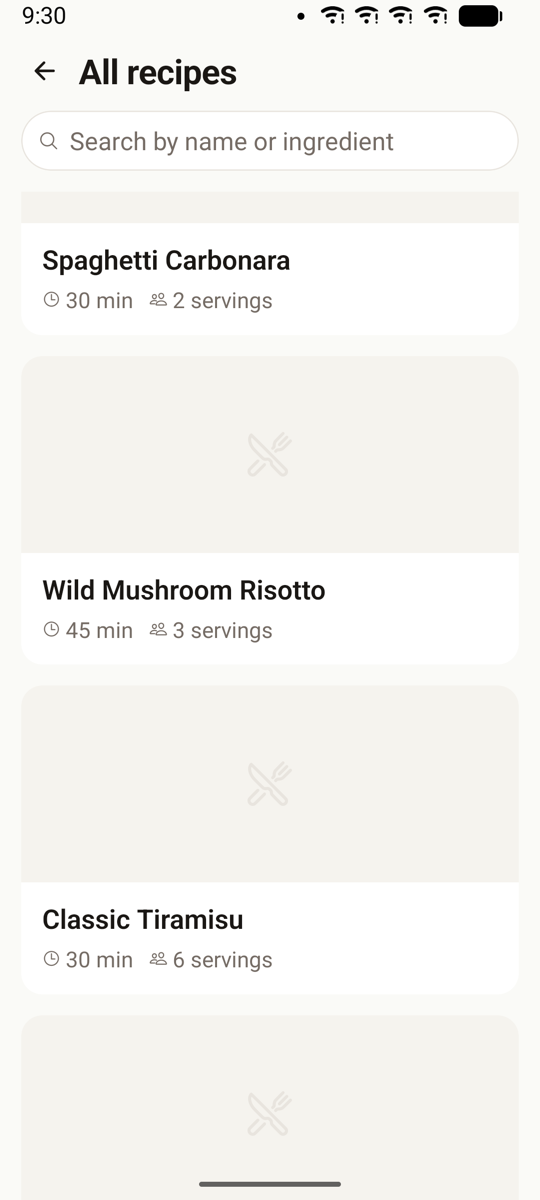 9:30
All recipes
Search by name or ingredient
Spaghetti Carbonara
30 min 2 servings
Wild Mushroom Risotto
45 min 3 servings
Classic Tiramisu
30 min 6 servings